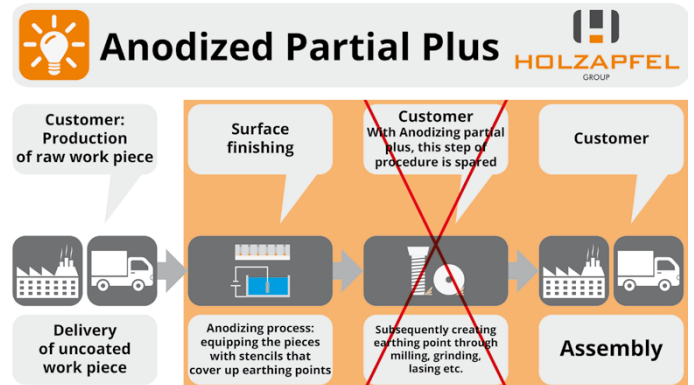 Anodized Partial Plus
HOLZAPFEL
GROUP
Customer:
Production
of raw work piece
Surface
finishing
Customer
With Anodizing partial
plus, this step of
procedure is spared
Customer
Delivery
of uncoated
work piece
Anodizing process:
equipping the pieces
with stencils that
cover up earthing points
Subsequently creating
earthing point through
milling, grinding,
lasing etc.
Assembly